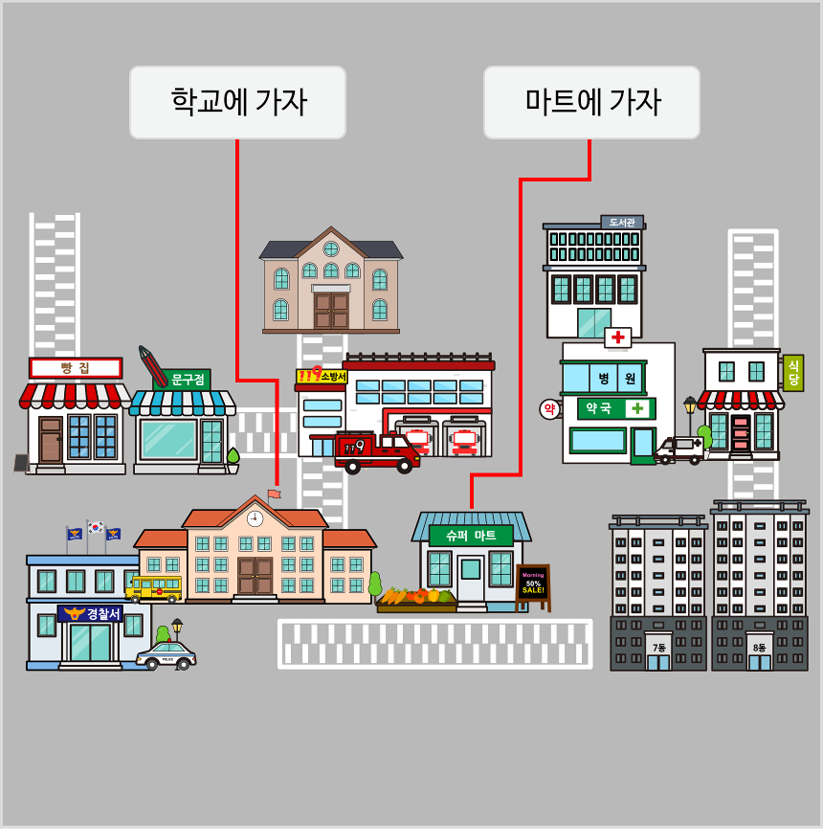 학교에 가자
마트에 가자
도서관
빵 집
문구점
119 소방서
119
병 원
약
약 국
식당
슈퍼 마트
Morning
50%
SALE!
경찰서
POLICE
7동
8동